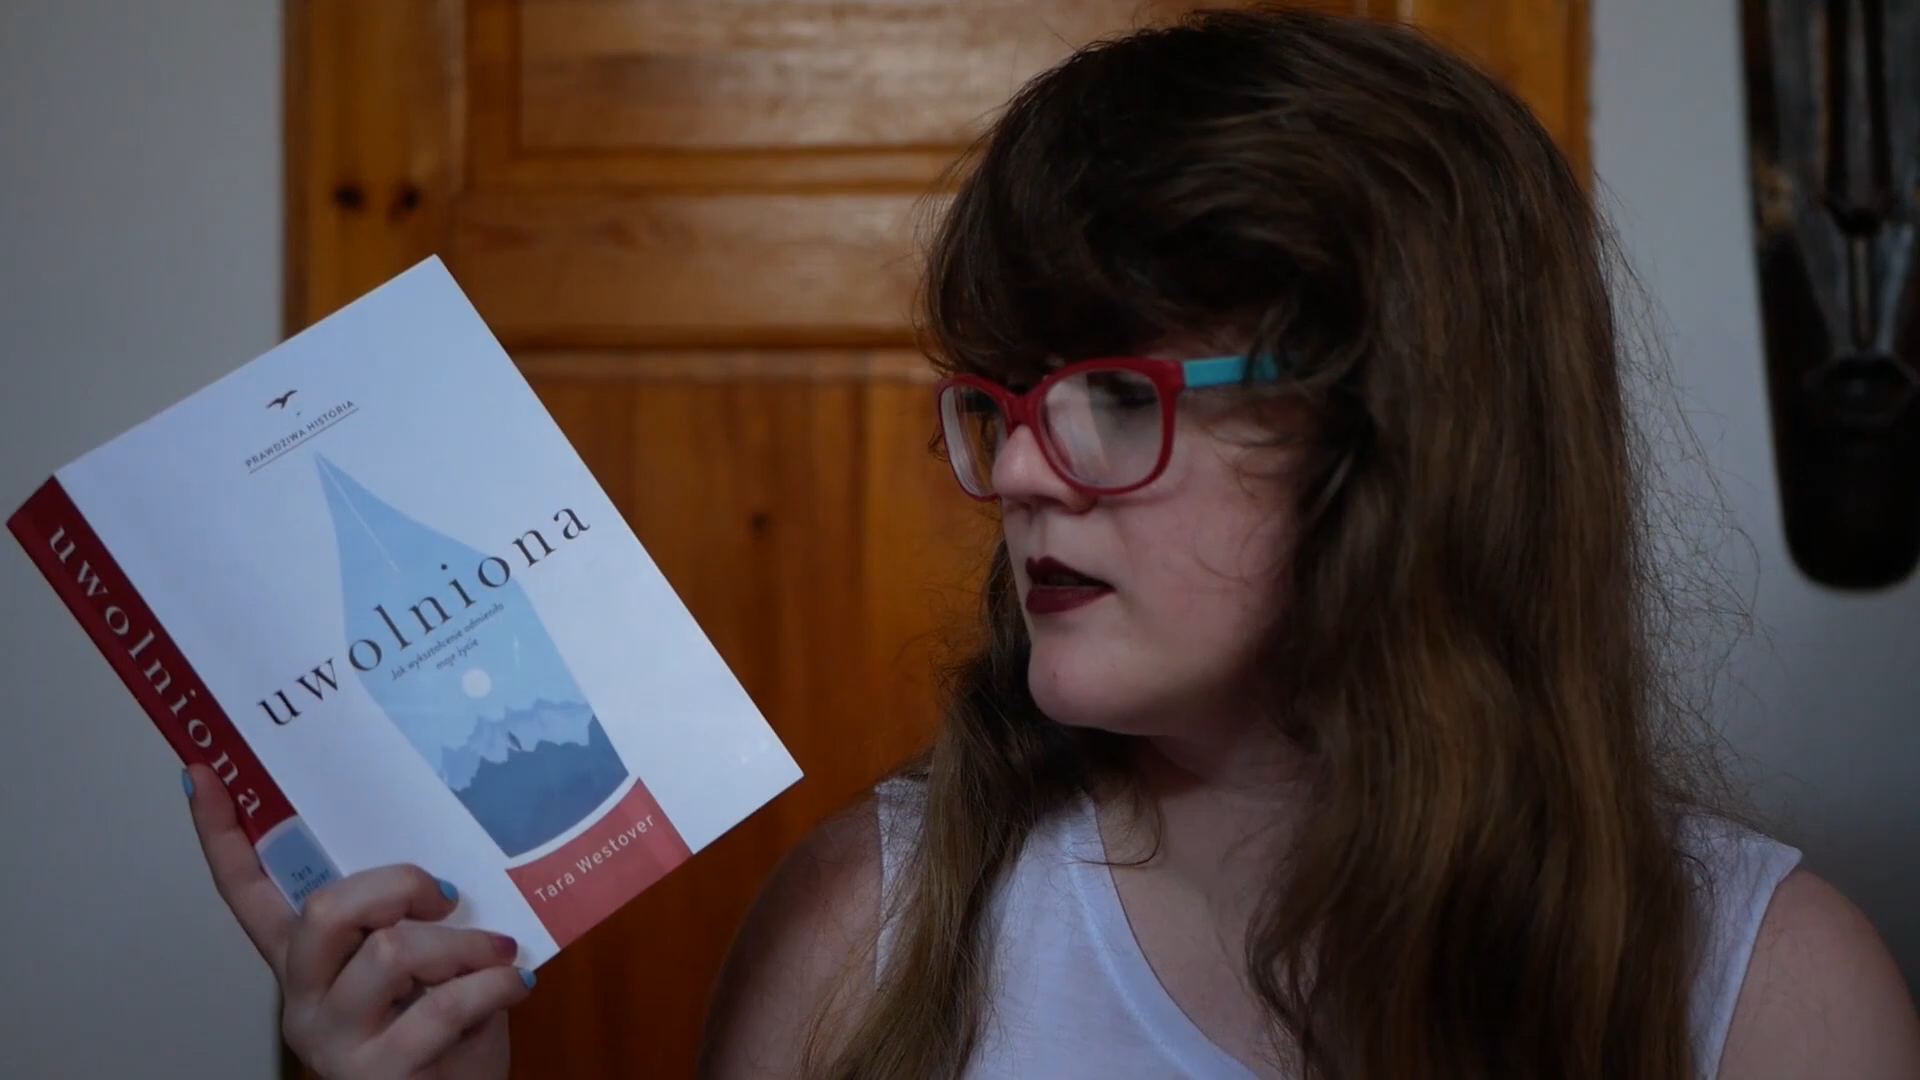 PRAWDZIWA HISTORIA
uwolniona
Jak wykształcenie odmieniło
moje życie
Tara Westover
uwolniona
Tara
Westover